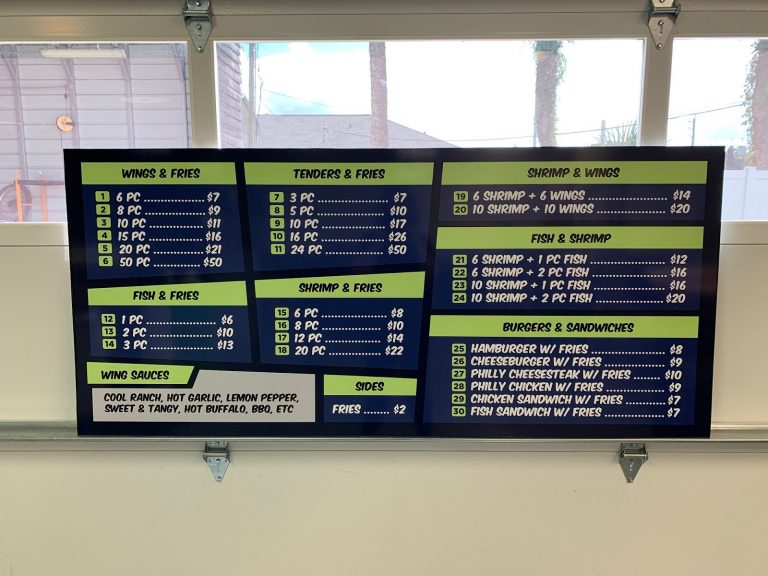 WINGS & FRIES
1 6 PC $7
2 8 PC $9
3 10 PC $11
4 15 PC $16
5 20 PC $21
6 50 PC $50
TENDERS & FRIES
7 3 PC $7
8 5 PC $10
9 10 PC $17
10 16 PC $26
11 24 PC $50
FISH & FRIES
12 1 PC $6
13 2 PC $10
14 3 PC $13
SHRIMP & FRIES
15 6 PC $8
16 8 PC $10
17 12 PC $14
18 20 PC $22
WING SAUCES
COOL RANCH, HOT GARLIC, LEMON PEPPER,
SWEET & TANGY, HOT BUFFALO, BBQ, ETC
SIDES
FRIES ........ $2
SHRIMP & WINGS
19 6 SHRIMP + 6 WINGS $14
20 10 SHRIMP + 10 WINGS $20
FISH & SHRIMP
21 6 SHRIMP + 1 PC FISH $12
22 6 SHRIMP + 2 PC FISH $16
23 10 SHRIMP + 1 PC FISH $16
24 10 SHRIMP + 2 PC FISH $20
BURGERS & SANDWICHES
25 HAMBURGER W/ FRIES $8
26 CHEESEBURGER W/ FRIES $9
27 PHILLY CHEESESTEAK W/ FRIES $10
28 PHILLY CHICKEN W/ FRIES $9
29 CHICKEN SANDWICH W/ FRIES $7
30 FISH SANDWICH W/ FRIES $7